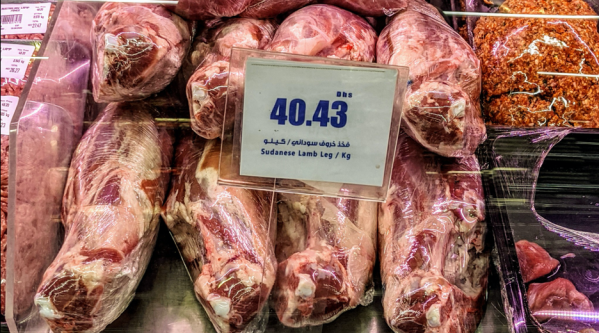 Dhs
40.43
فخذ خروف سوداني / كيلو
Sudanese Lamb Leg / Kg